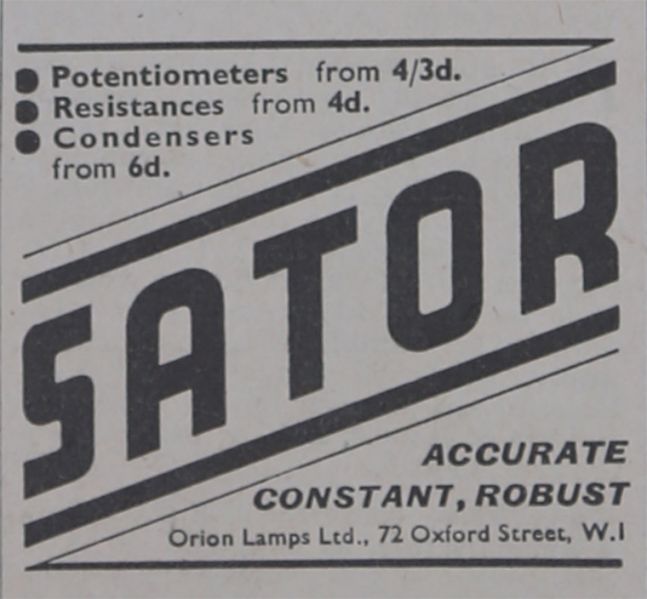 ● Potentiometers from 4/3d.
● Resistances from 4d.
● Condensers
from 6d.
SATOR
ACCURATE
CONSTANT, ROBUST
Orion Lamps Ltd., 72 Oxford Street, W.I